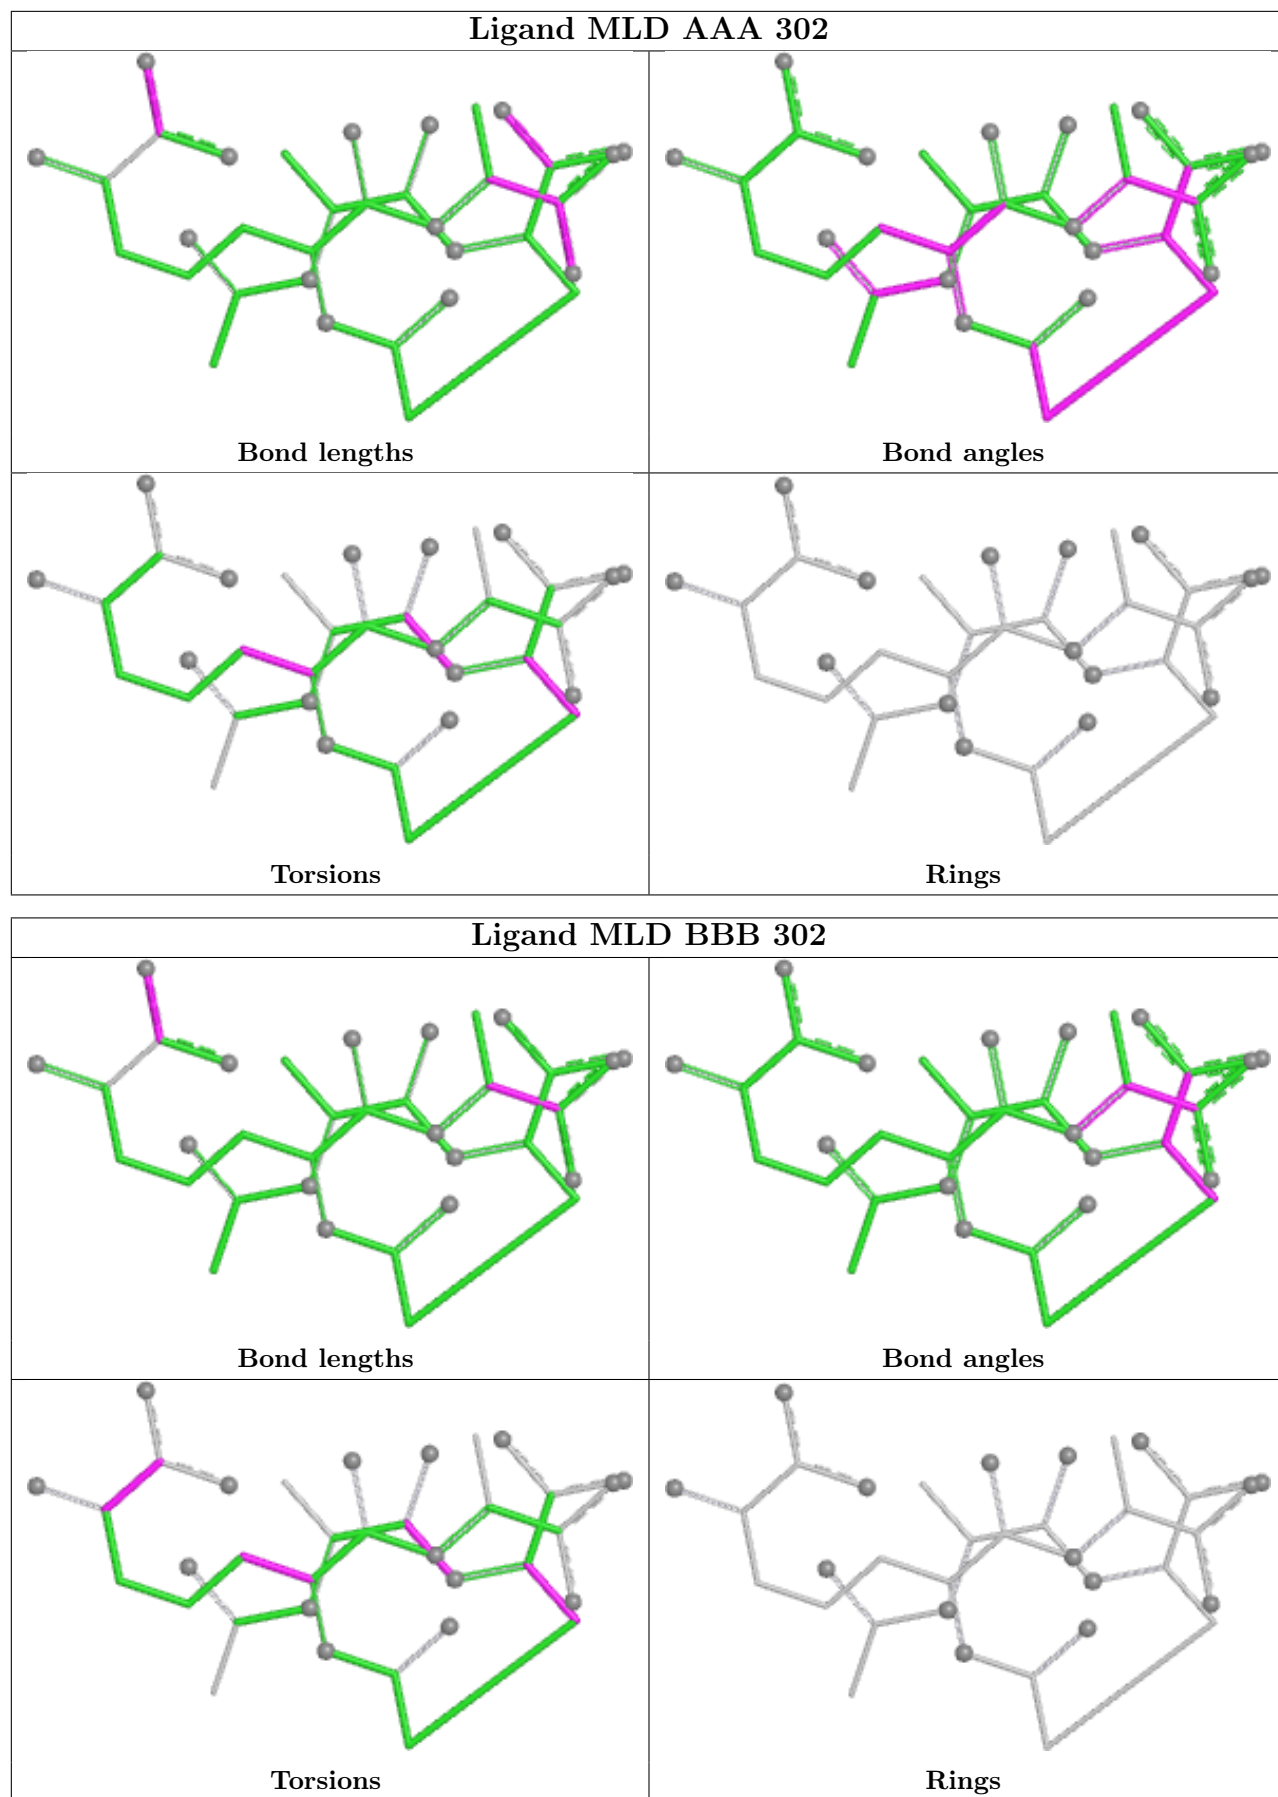 Ligand MLD AAA 302
Bond lengths
Bond angles
Torsions
Rings
Ligand MLD BBB 302
Bond lengths
Bond angles
Torsions
Rings